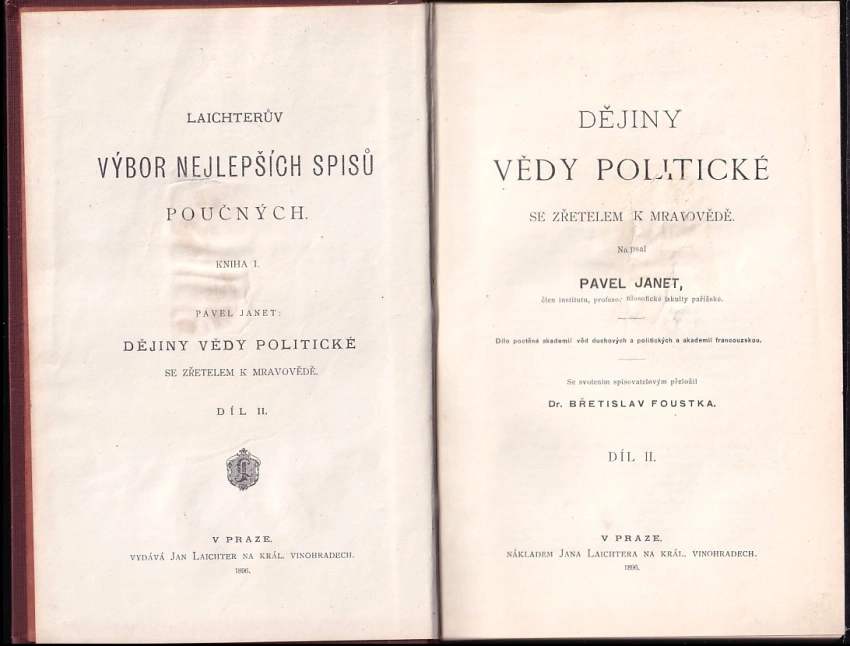 LAICHTERŮV
VÝBOR NEJLEPŠÍCH SPISŮ
POUČNÝCH.
KNIHA I.
PAVEL JANET:
DĚJINY VĚDY POLITICKÉ
SE ZŘETELEM K MRAVOVĚDĚ.
DÍL II.
L
V PRAZE.
VYDÁVÁ JAN LAICHTER NA KRÁL. VINOHRADECH.
1896.
DĚJINY
VĚDY POLITICKÉ
SE ZŘETELEM K MRAVOVĚDĚ.
Napsal
PAVEL JANET,
člen institutu, professor filosofické fakulty pařížské.
Dílo poctěné akademií věd duchových a politických a akademií francouzskou.
Se svolením spisovatelovým přeložil
Dr. BŘETISLAV FOUSTKA.
DÍL II.
V PRAZE.
NÁKLADEM JANA LAICHTERA NA KRÁL. VINOHRADECH.
1896.